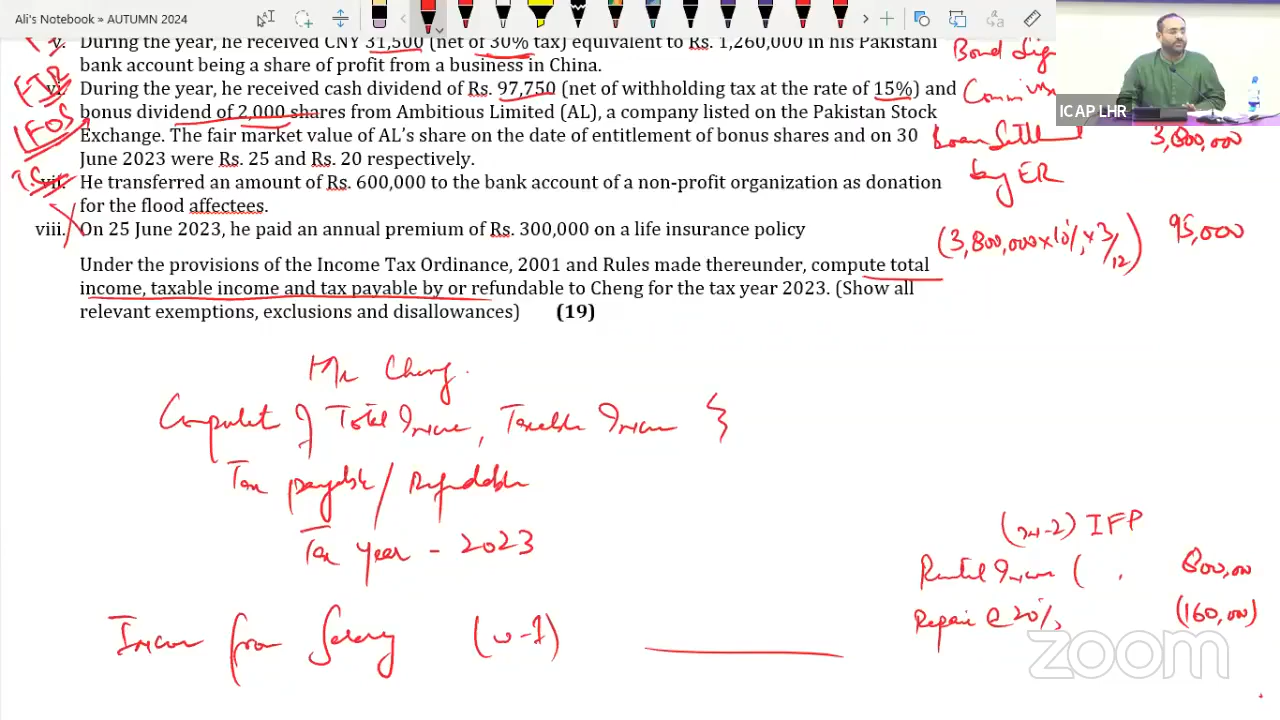 Ali's Notebook » AUTUMN 2024
v. During the year, he received CNY 31,500 (net of 30% tax) equivalent to Rs. 1,260,000 in his Pakistani
bank account being a share of profit from a business in China.
vi. During the year, he received cash dividend of Rs. 97,750 (net of withholding tax at the rate of 15%) and
bonus dividend of 2,000 shares from Ambitious Limited (AL), a company listed on the Pakistan Stock
Exchange. The fair market value of AL's share on the date of entitlement of bonus shares and on 30
June 2023 were Rs. 25 and Rs. 20 respectively.
vii. He transferred an amount of Rs. 600,000 to the bank account of a non-profit organization as donation
for the flood affectees.
viii. On 25 June 2023, he paid an annual premium of Rs. 300,000 on a life insurance policy
Under the provisions of the Income Tax Ordinance, 2001 and Rules made thereunder, compute total
income, taxable income and tax payable by or refundable to Cheng for the tax year 2023. (Show all
relevant exemptions, exclusions and disallowances) (19)
FTR
IFOS
T.C
3,800,000
by ER
(3,800,000 x 10% x 3/12) 95,000
ICAP LHR
Mr Cheng
Total Income, Taxable Income
Tax payable / Refundable
Tax year - 2023
Income from Salary (w-1)
(w-2) IFP
Rental Income ( 800,000
Repair @ 20% (160,000)
zoom